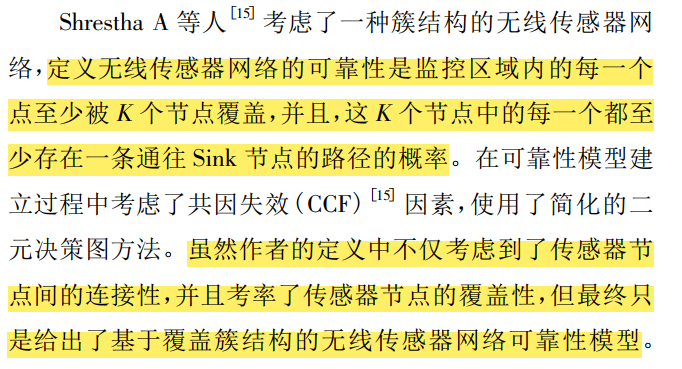 Shrestha A 等人[15]考虑了一种簇结构的无线传感器网
络,定义无线传感器网络的可靠性是监控区域内的每一个
点至少被 K 个节点覆盖,并且,这 K 个节点中的每一个都至
少存在一条通往 Sink 节点的路径的概率。在可靠性模型建
立过程中考虑了共因失效(CCF)[15]因素,使用了简化的二
元决策图方法。虽然作者的定义中不仅考虑到了传感器节
点间的连接性,并且考率了传感器节点的覆盖性,但最终只
是给出了基于覆盖簇结构的无线传感器网络可靠性模型。